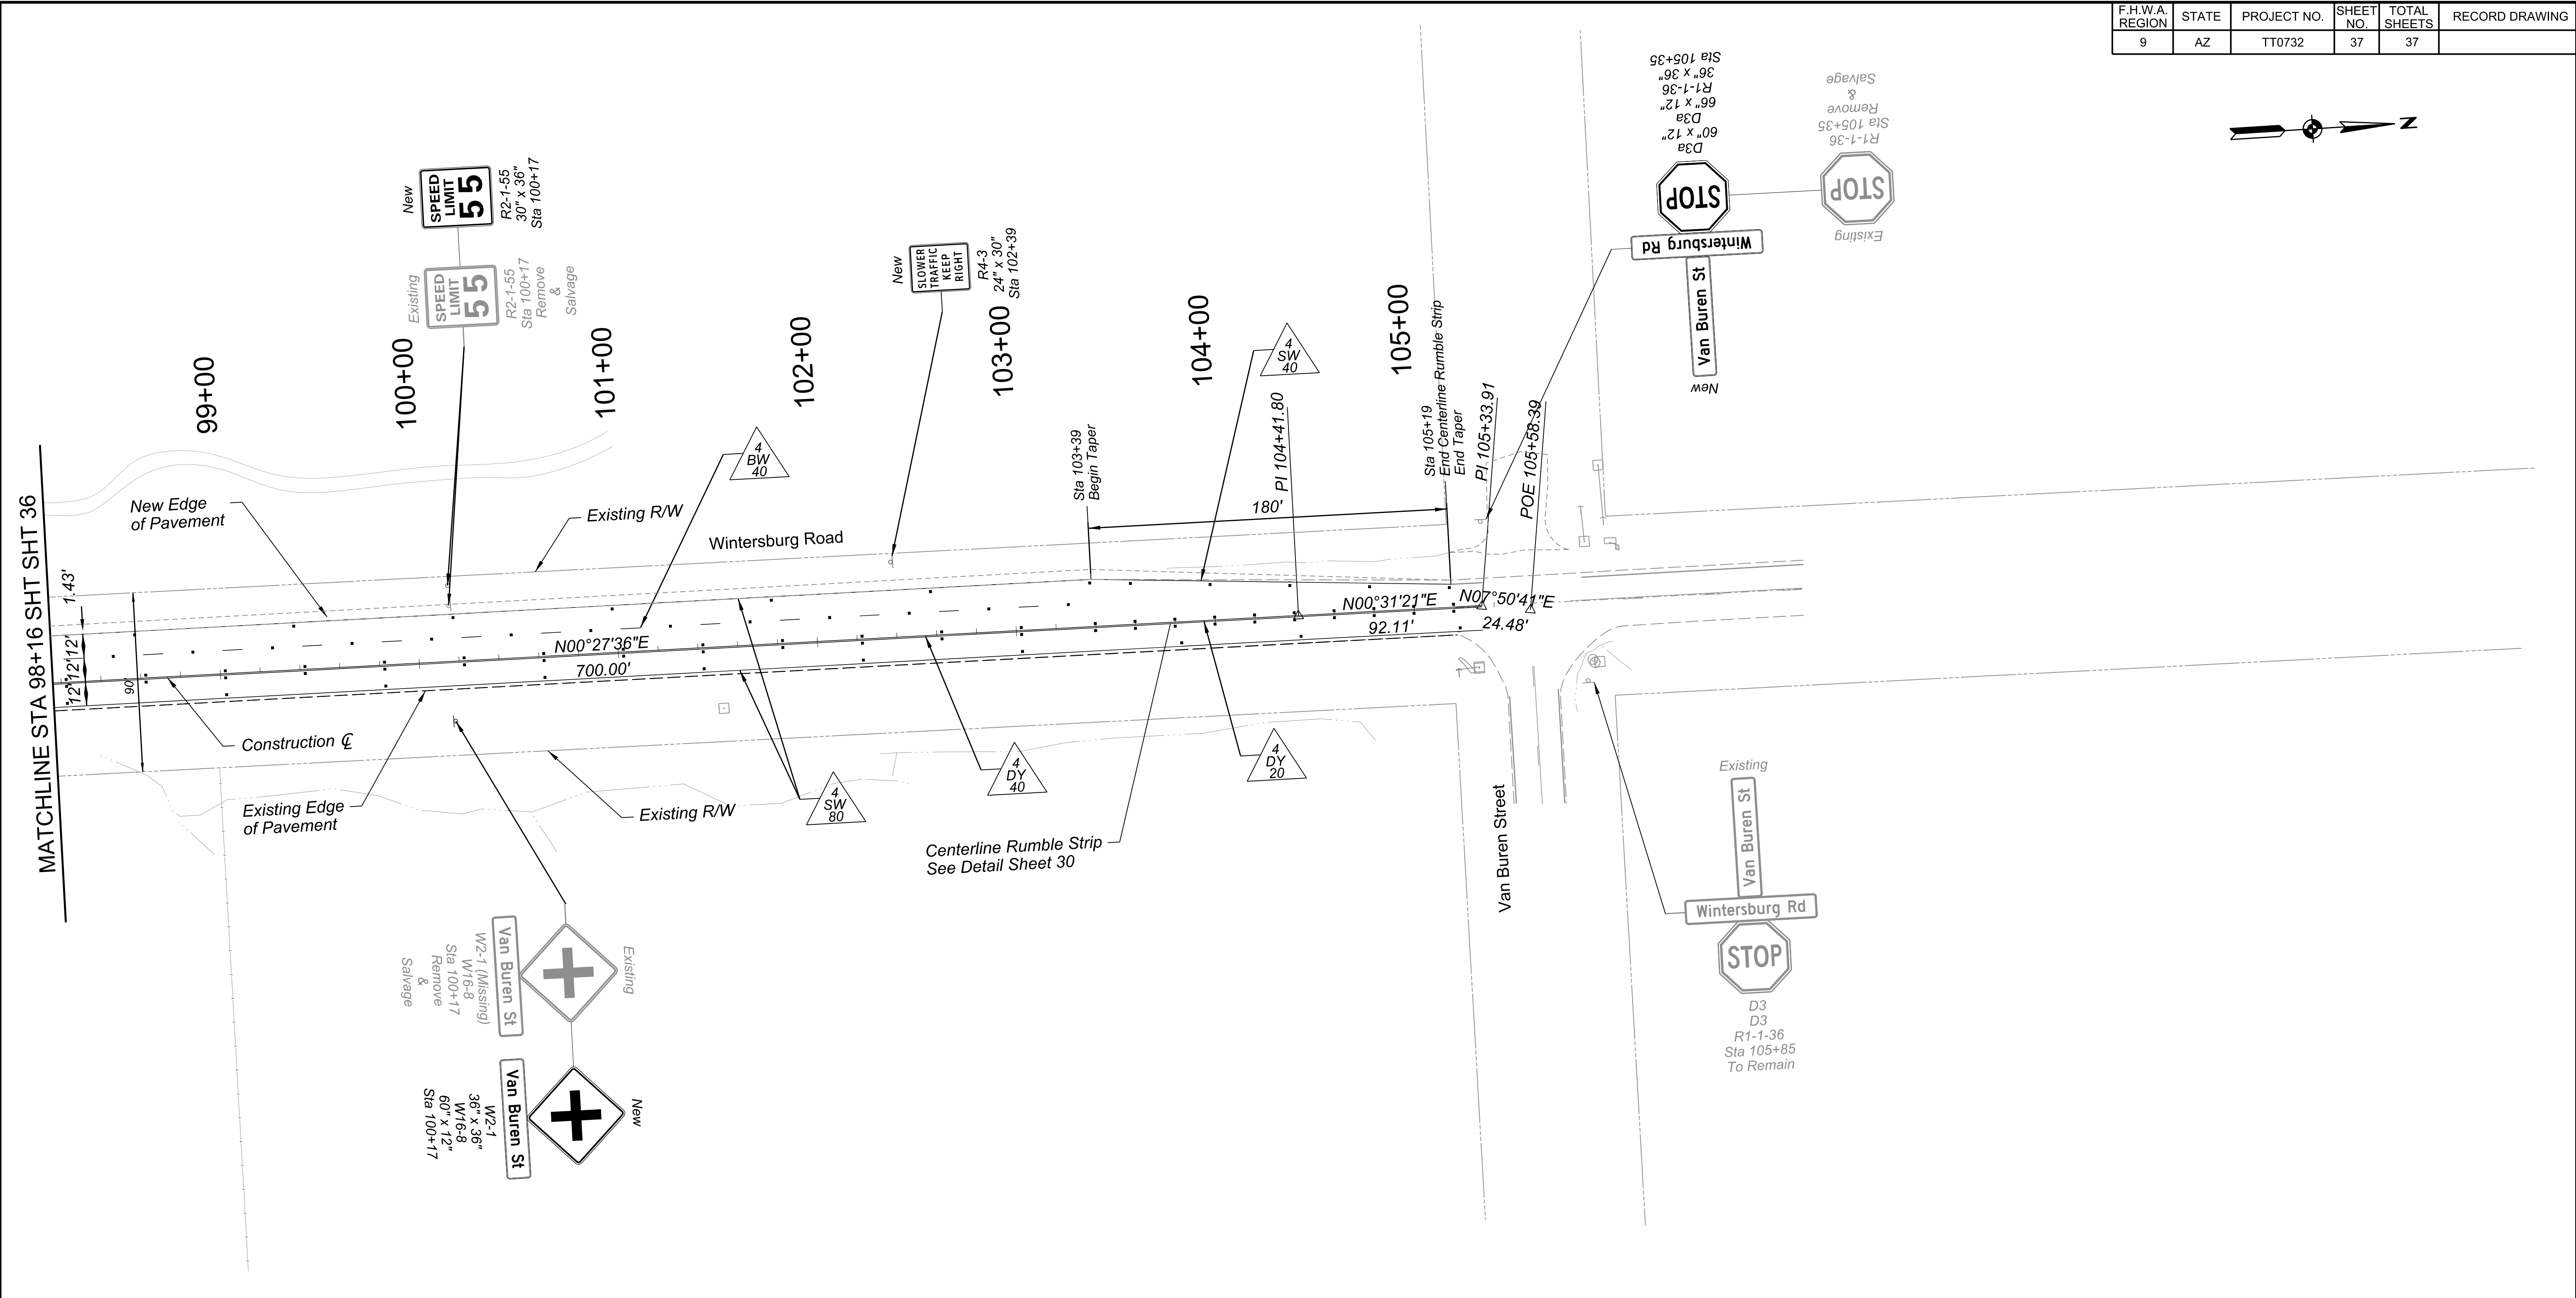 F.H.W.A. REGION
STATE
PROJECT NO.
SHEET NO.
TOTAL SHEETS
RECORD DRAWING
9
AZ
TT0732
37
37
N
MATCHLINE STA 98+16 SHT SHT 36
99+00
100+00
101+00
102+00
103+00
104+00
105+00
New
SPEED
LIMIT
55
R2-1-55
30" x 36"
Sta 100+17
Existing
SPEED
LIMIT
55
R2-1-55
Sta 100+17
Remove
&
Salvage
New
SLOWER
TRAFFIC
KEEP
RIGHT
R4-3
24" x 30"
Sta 102+39
4
BW
40
4
SW
40
New Edge
of Pavement
Existing R/W
Wintersburg Road
Sta 103+39
Begin Taper
180'
PI 104+41.80
Sta 105+19
End Centerline Rumble Strip
End Taper
PI 105+33.91
POE 105+58.39
1.43'
12'
12'
12'
90'
N00°27'36"E
700.00'
N00°31'21"E
92.11'
N07°50'41"E
24.48'
Construction ℄
Existing Edge
of Pavement
Existing R/W
4
SW
80
4
DY
40
4
DY
20
Centerline Rumble Strip
See Detail Sheet 30
Van Buren Street
D3a
60" x 12"
D3a
66" x 12"
R1-1-36
36" x 36"
Sta 105+35
STOP
Wintersburg Rd
Van Buren St
New
R1-1-36
Sta 105+35
Remove
&
Salvage
STOP
Existing
Existing
Van Buren St
W2-1 (Missing)
W16-8
Sta 100+17
Remove
&
Salvage
New
Van Buren St
W2-1
36" x 36"
W16-8
60" x 12"
Sta 100+17
Existing
Van Buren St
Wintersburg Rd
STOP
D3
D3
R1-1-36
Sta 105+85
To Remain